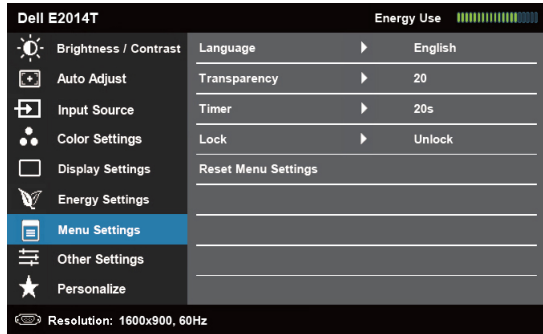 Dell E2014T Energy Use
Brightness / Contrast Language English
Auto Adjust Transparency 20
Input Source Timer 20s
Color Settings Lock Unlock
Display Settings Reset Menu Settings
Energy Settings
Menu Settings
Other Settings
Personalize
Resolution: 1600x900, 60Hz